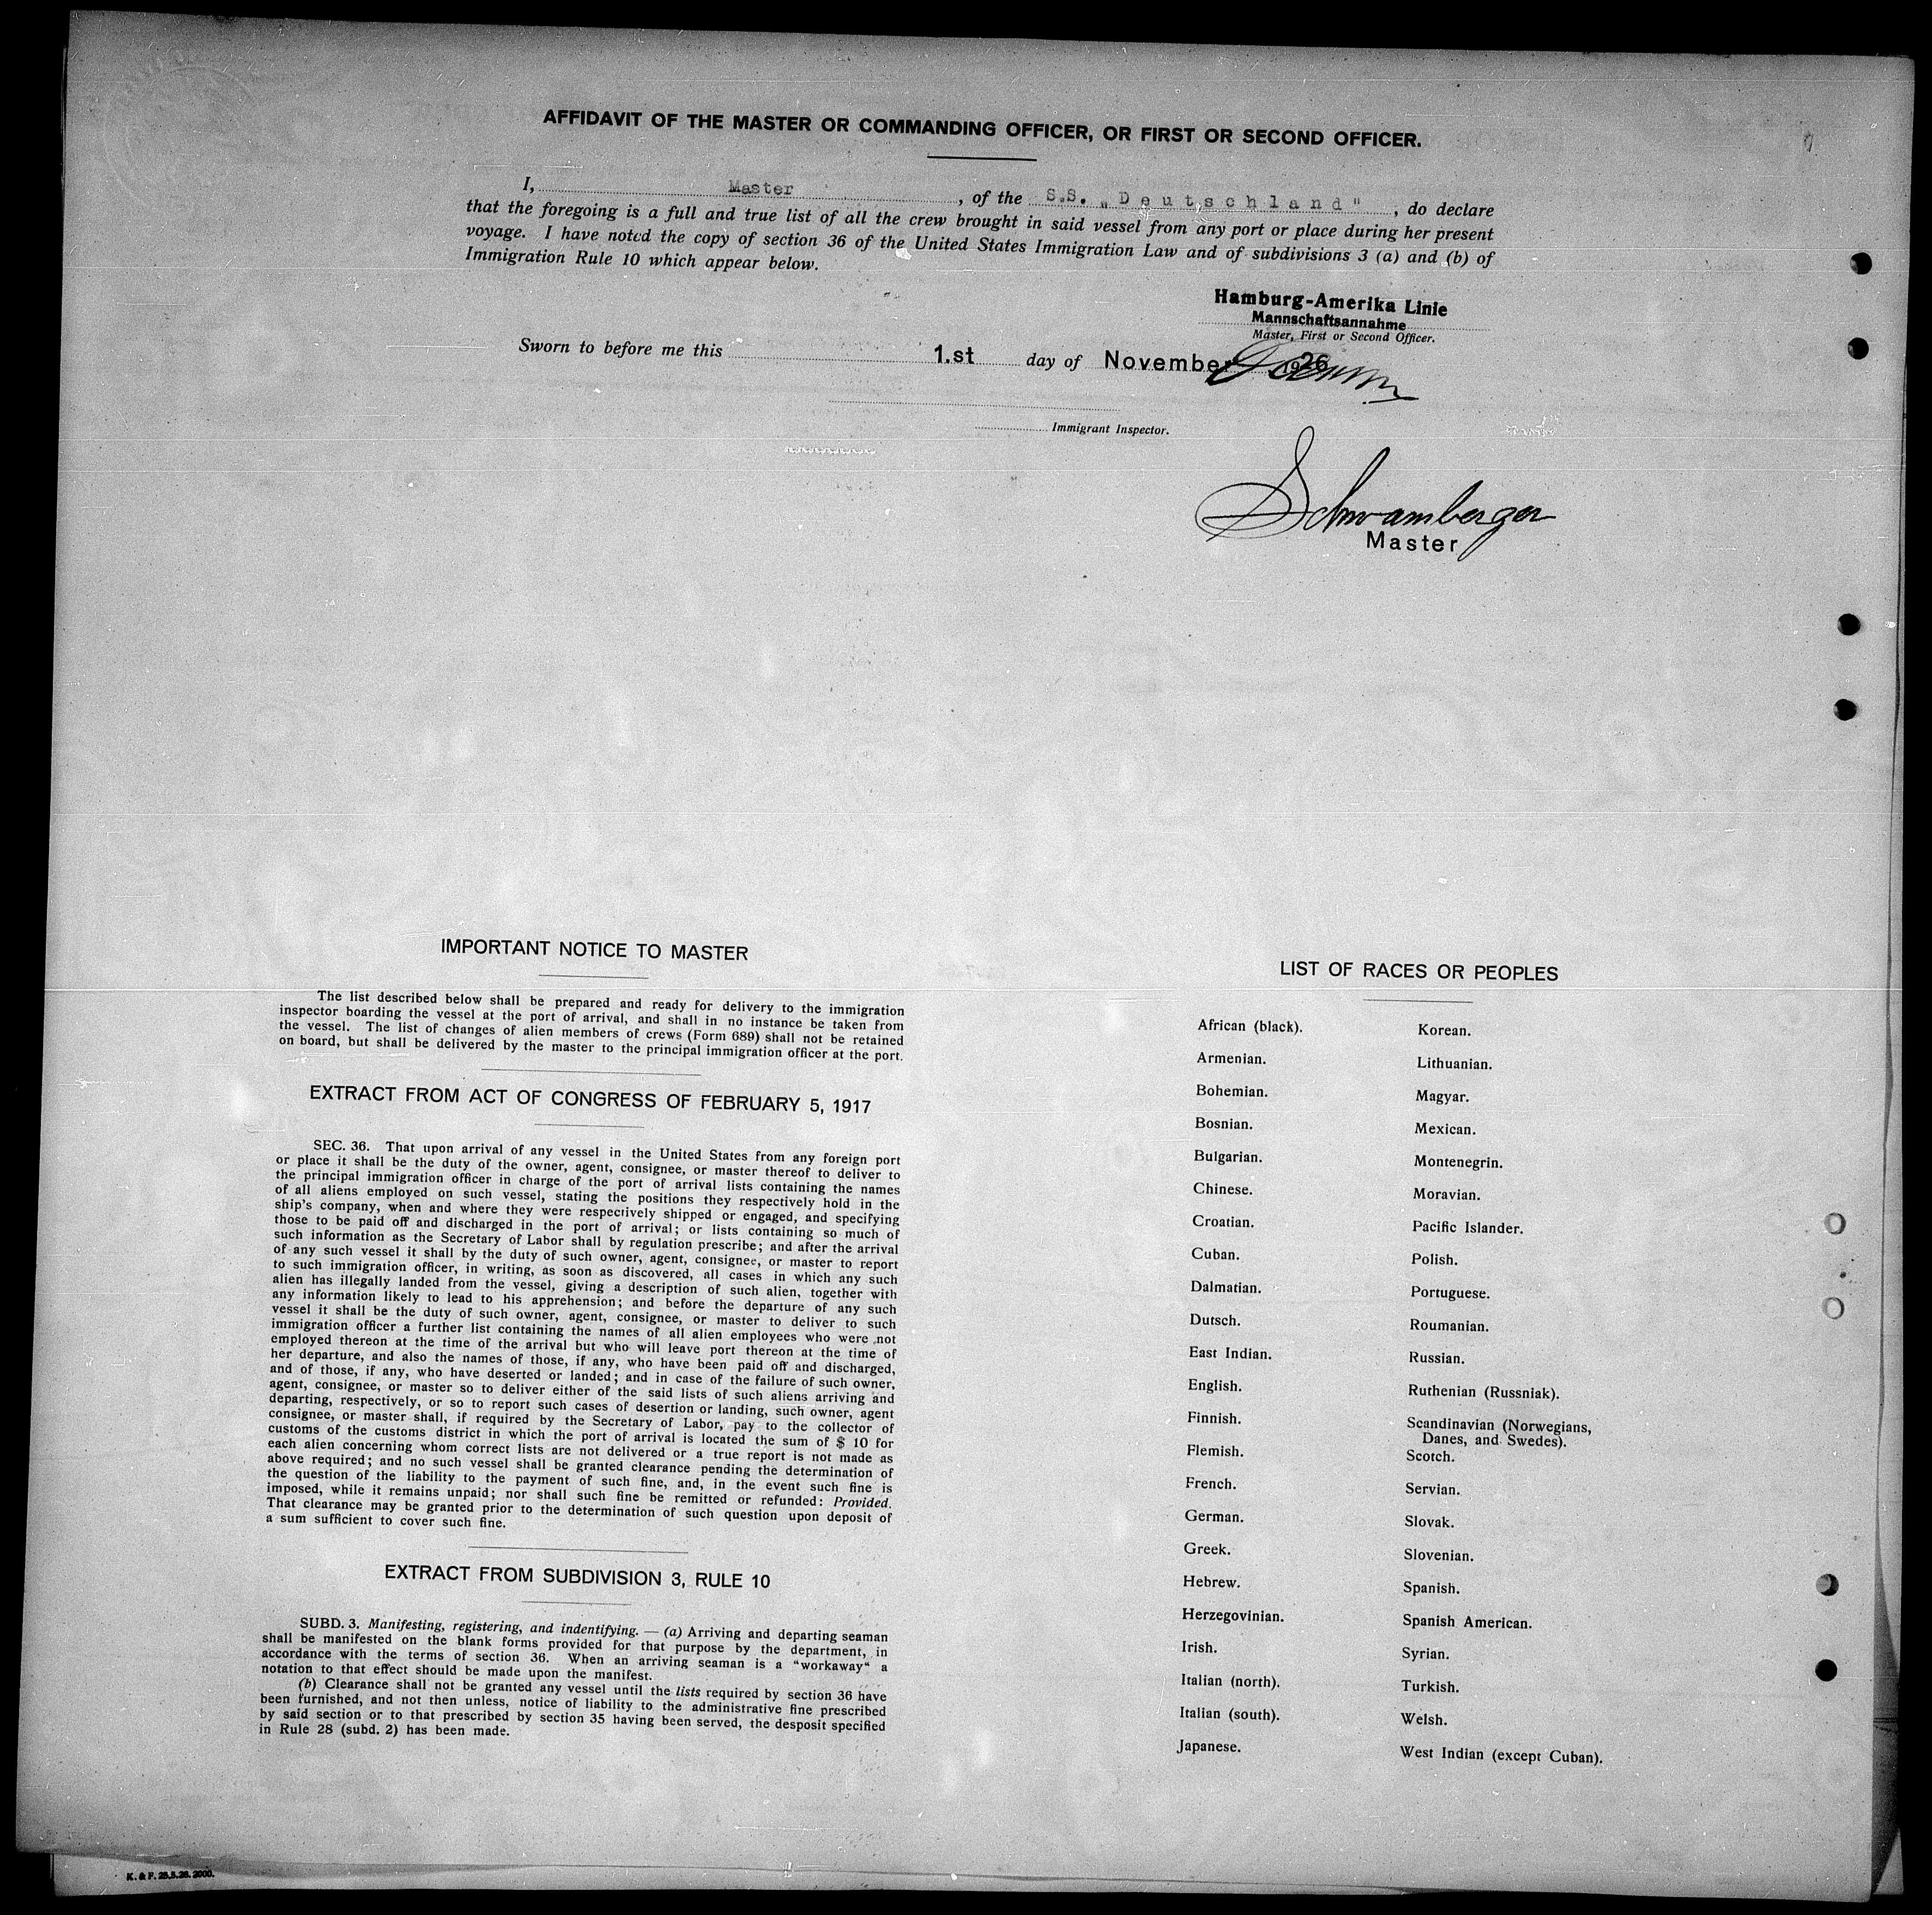 AFFIDAVIT OF THE MASTER OR COMMANDING OFFICER, OR FIRST OR SECOND OFFICER.
I, Master, of the S.S. „Deutschland", do declare
that the foregoing is a full and true list of all the crew brought in said vessel from any port or place during her present
voyage. I have noted the copy of section 36 of the United States Immigration Law and of subdivisions 3 (a) and (b) of
Immigration Rule 10 which appear below.
Hamburg-Amerika Linie
Mannschaftsannahme
Master, First or Second Officer.
Sworn to before me this 1.st day of November 1926
Immigrant Inspector.
Schwamberger
Master
IMPORTANT NOTICE TO MASTER
The list described below shall be prepared and ready for delivery to the immigration
inspector boarding the vessel at the port of arrival, and shall in no instance be taken from
the vessel. The list of changes of alien members of crews (Form 689) shall not be retained
on board, but shall be delivered by the master to the principal immigration officer at the port.
EXTRACT FROM ACT OF CONGRESS OF FEBRUARY 5, 1917
SEC. 36. That upon arrival of any vessel in the United States from any foreign port
or place it shall be the duty of the owner, agent, consignee, or master thereof to deliver to
the principal immigration officer in charge of the port of arrival lists containing the names
of all aliens employed on such vessel, stating the positions they respectively hold in the
ship's company, when and where they were respectively shipped or engaged, and specifying
those to be paid off and discharged in the port of arrival; or lists containing so much of
such information as the Secretary of Labor shall by regulation prescribe; and after the arrival
of any such vessel it shall by the duty of such owner, agent, consignee, or master to report
to such immigration officer, in writing, as soon as discovered, all cases in which any such
alien has illegally landed from the vessel, giving a description of such alien, together with
any information likely to lead to his apprehension; and before the departure of any such
vessel it shall be the duty of such owner, agent, consignee, or master to deliver to such
immigration officer a further list containing the names of all alien employees who were not
employed thereon at the time of the arrival but who will leave port thereon at the time of
her departure, and also the names of those, if any, who have been paid off and discharged,
and of those, if any, who have deserted or landed; and in case of the failure of such owner,
agent, consignee, or master so to deliver either of the said lists of such aliens arriving and
departing, respectively, or so to report such cases of desertion or landing, such owner, agent
consignee, or master shall, if required by the Secretary of Labor, pay to the collector of
customs of the customs district in which the port of arrival is located the sum of $ 10 for
each alien concerning whom correct lists are not delivered or a true report is not made as
above required; and no such vessel shall be granted clearance pending the determination of
the question of the liability to the payment of such fine, and, in the event such fine is
imposed, while it remains unpaid; nor shall such fine be remitted or refunded: Provided.
That clearance may be granted prior to the determination of such question upon deposit of
a sum sufficient to cover such fine.
EXTRACT FROM SUBDIVISION 3, RULE 10
SUBD. 3. Manifesting, registering, and indentifying. — (a) Arriving and departing seaman
shall be manifested on the blank forms provided for that purpose by the department, in
accordance with the terms of section 36. When an arriving seaman is a "workaway" a
notation to that effect should be made upon the manifest.
(b) Clearance shall not be granted any vessel until the lists required by section 36 have
been furnished, and not then unless, notice of liability to the administrative fine prescribed
by said section or to that prescribed by section 35 having been served, the desposit specified
in Rule 28 (subd. 2) has been made.
LIST OF RACES OR PEOPLES
African (black).
Armenian.
Bohemian.
Bosnian.
Bulgarian.
Chinese.
Croatian.
Cuban.
Dalmatian.
Dutsch.
East Indian.
English.
Finnish.
Flemish.
French.
German.
Greek.
Hebrew.
Herzegovinian.
Irish.
Italian (north).
Italian (south).
Japanese.
Korean.
Lithuanian.
Magyar.
Mexican.
Montenegrin.
Moravian.
Pacific Islander.
Polish.
Portuguese.
Roumanian.
Russian.
Ruthenian (Russniak).
Scandinavian (Norwegians,
Danes, and Swedes).
Scotch.
Servian.
Slovak.
Slovenian.
Spanish.
Spanish American.
Syrian.
Turkish.
Welsh.
West Indian (except Cuban).
K. & F. 25.5.26. 2000.